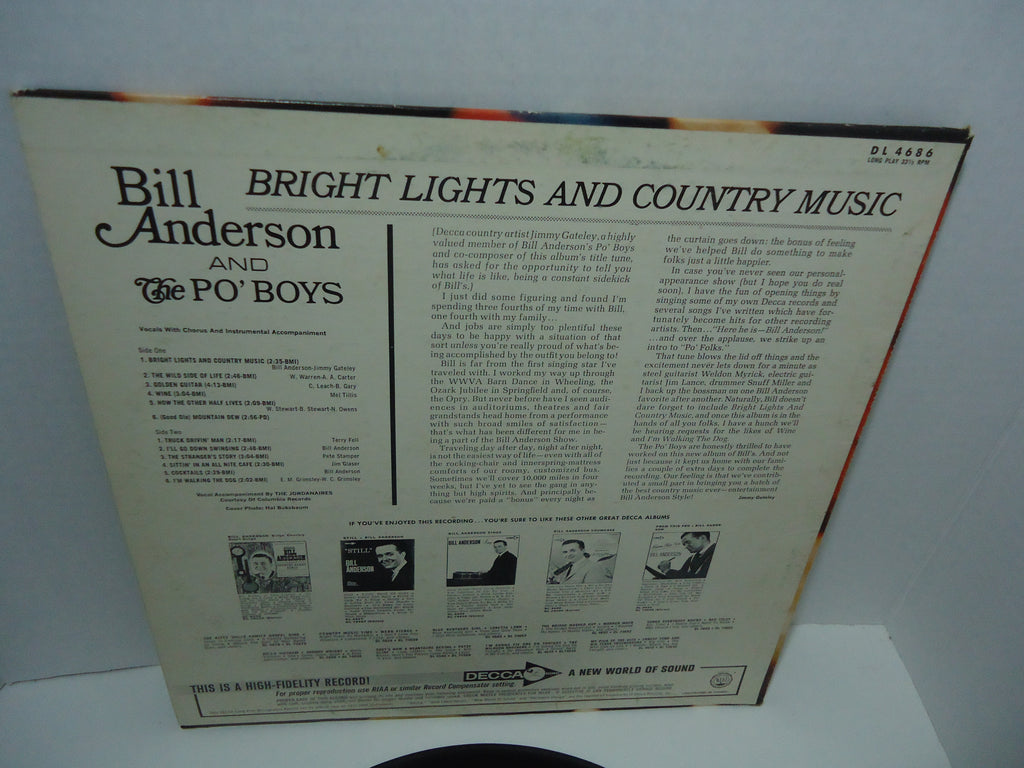 DL 4686
LONG PLAY 33⅓ RPM
Bill
Anderson
AND
The PO' BOYS
BRIGHT LIGHTS AND COUNTRY MUSIC
Vocals With Chorus And Instrumental Accompaniment
Side One
1. BRIGHT LIGHTS AND COUNTRY MUSIC (2:35-BMI)
Bill Anderson-Jimmy Gateley
2. THE WILD SIDE OF LIFE (2:46-BMI)
W. Warren-A. A. Carter
3. GOLDEN GUITAR (4:13-BMI)
C. Leach-B. Gary
4. WINE (3:04-BMI)
Mel Tillis
5. HOW THE OTHER HALF LIVES (2:09-BMI)
W. Stewart-B. Stewart-N. Owens
6. (Good Ole) MOUNTAIN DEW (2:56-PD)
Side Two
1. TRUCK DRIVIN' MAN (2:17-BMI) Terry Fell
2. I'LL GO DOWN SWINGING (2:46-BMI) Bill Anderson
3. THE STRANGER'S STORY (3:04-BMI) Pete Stamper
4. SITTIN' IN AN ALL NITE CAFE (2:30-BMI) Jim Glaser
5. COCKTAILS (2:39-BMI) Bill Anderson
6. I'M WALKING THE DOG (2:02-BMI) E. M. Grimsley-W. C. Grimsley
Vocal Accompaniment By THE JORDANAIRES
Courtesy Of Columbia Records
Cover Photo: Hal Buksbaum
(Decca country artist Jimmy Gateley, a highly
valued member of Bill Anderson's Po' Boys
and co-composer of this album's title tune,
has asked for the opportunity to tell you
what life is like, being a constant sidekick
of Bill's.)
I just did some figuring and found I'm
spending three fourths of my time with Bill,
one fourth with my family...
And jobs are simply too plentiful these
days to be happy with a situation of that
sort unless you're really proud of what's be-
ing accomplished by the outfit you belong to!
Bill is far from the first singing star I've
traveled with. I worked my way up through
the WWVA Barn Dance in Wheeling, the
Ozark Jubilee in Springfield and, of course,
the Opry. But never before have I seen audi-
ences in auditoriums, theatres and fair
grandstands head home from a performance
with such broad smiles of satisfaction—
that's what has been different for me in be-
ing a part of the Bill Anderson Show.
Traveling day after day, night after night
is not the easiest way of life—even with all of
the rocking-chair and innerspring-mattress
comforts of our roomy, customized bus.
Sometimes we'll cover 10,000 miles in four
weeks, but I've yet to see the gang in any-
thing but high spirits. And principally be-
cause we're paid a "bonus" every night as
the curtain goes down: the bonus of feeling
we've helped Bill do something to make
folks just a little happier.
In case you've never seen our personal-
appearance show (but I hope you do real
soon), I have the fun of opening things by
singing some of my own Decca records and
several songs I've written which have for-
tunately become hits for other recording
artists. Then..."Here he is—Bill Anderson!"
...and over the applause, we strike up an
intro to "Po' Folks."
That tune blows the lid off things and the
excitement never lets down for a minute as
steel guitarist Weldon Myrick, electric gui-
tarist Jim Lance, drummer Snuff Miller and
I back up the bossman on one Bill Anderson
favorite after another. Naturally, Bill doesn't
dare forget to include Bright Lights And
Country Music, and once this album is in the
hands of all you folks, I have a hunch we'll
be hearing requests for the likes of Wine
and I'm Walking The Dog.
The Po' Boys are honestly thrilled to have
worked on this new album of Bill's. And not
just because it kept us home with our fami-
lies a couple of extra days to complete the
recording. Our feeling is that we've contrib-
uted a small part in bringing you a batch of
the best country music ever—entertainment
Bill Anderson Style!
Jimmy Gateley
IF YOU'VE ENJOYED THIS RECORDING...YOU'RE SURE TO LIKE THESE OTHER GREAT DECCA ALBUMS
STILL • BILL ANDERSON
BILL ANDERSON SINGS
BILL ANDERSON SHOWCASE
FROM THIS PEN • BILL ANDER-
SON
BILL
ANDERSON
"STILL"
BILL
ANDERSON
BILL ANDERSON
BILL ANDERSON
THIS IS A HIGH-FIDELITY RECORD!
For proper reproduction use RIAA or similar Record Compensator setting
DECCA
A NEW WORLD OF SOUND